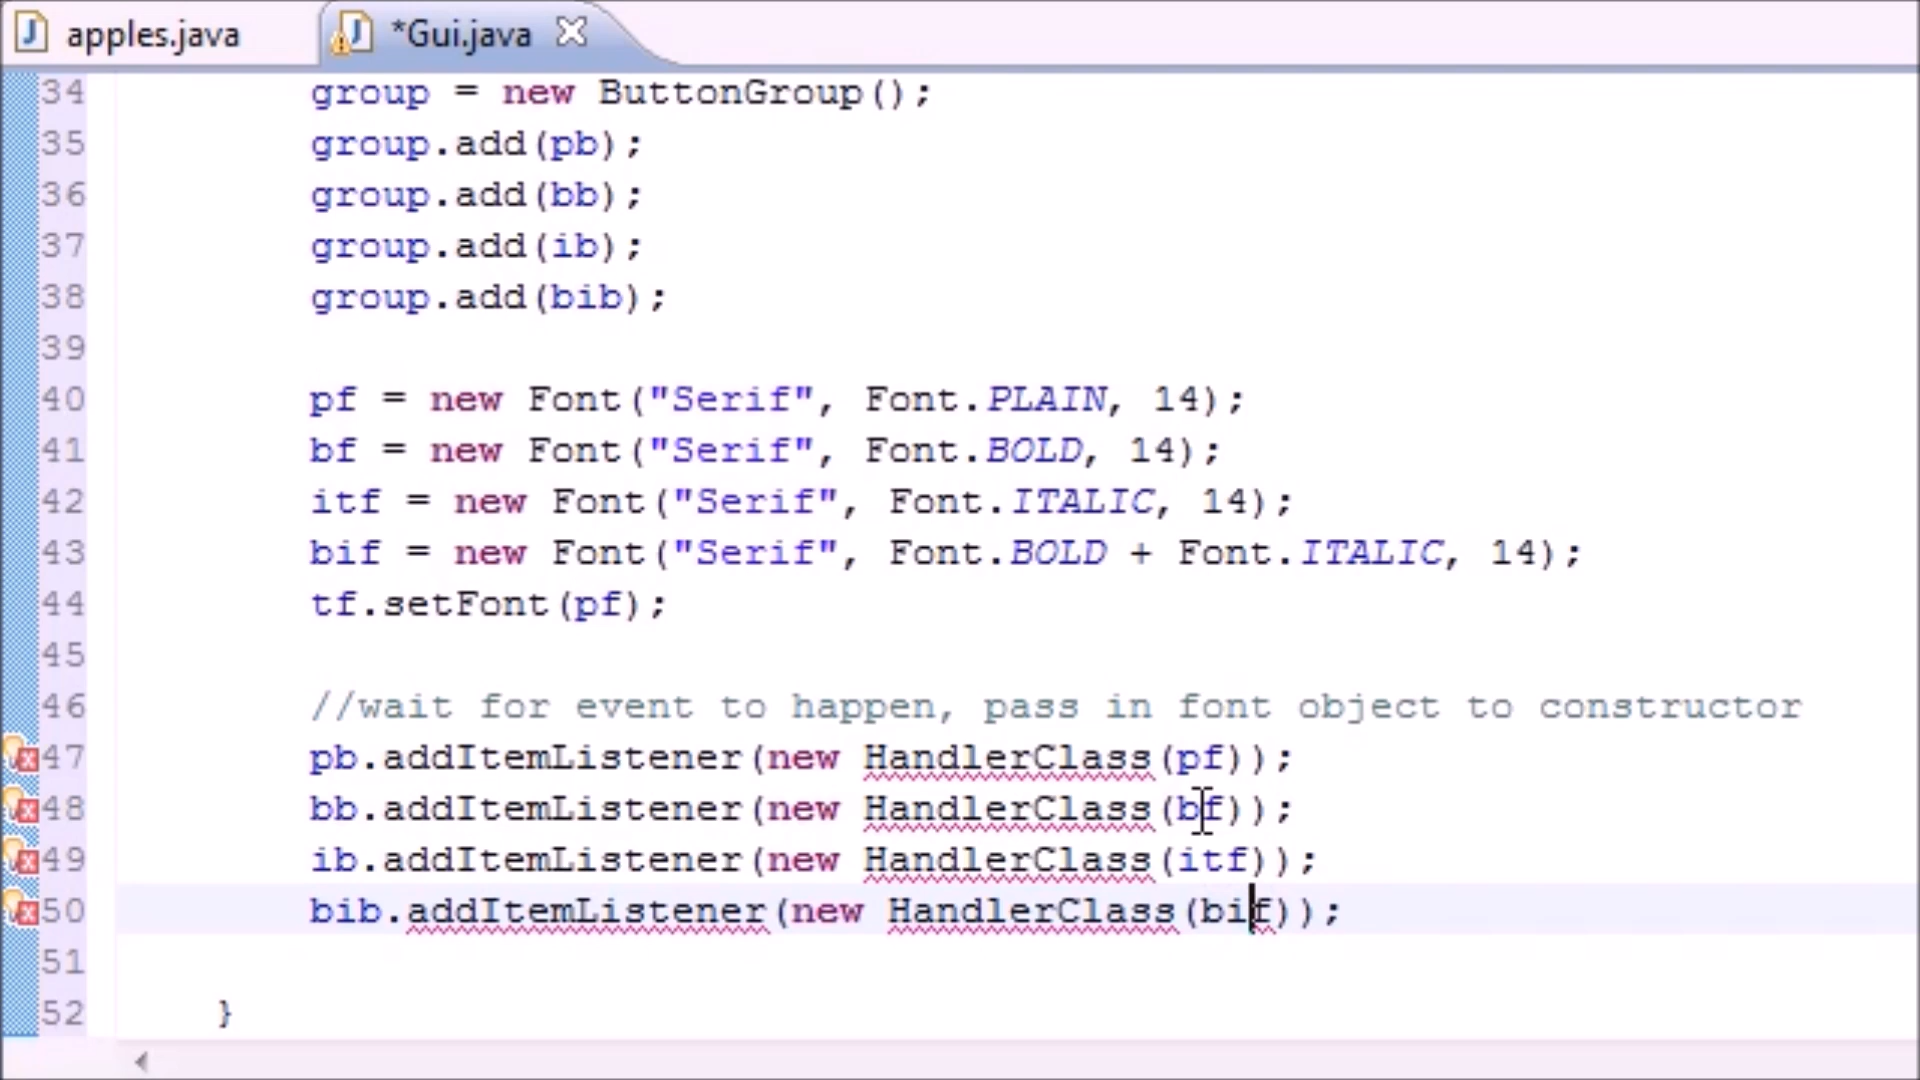 apples.java
*Gui.java
34 group = new ButtonGroup();
35 group.add(pb);
36 group.add(bb);
37 group.add(ib);
38 group.add(bib);
39
40 pf = new Font("Serif", Font.PLAIN, 14);
41 bf = new Font("Serif", Font.BOLD, 14);
42 itf = new Font("Serif", Font.ITALIC, 14);
43 bif = new Font("Serif", Font.BOLD + Font.ITALIC, 14);
44 tf.setFont(pf);
45
46 //wait for event to happen, pass in font object to constructor
47 pb.addItemListener(new HandlerClass(pf));
48 bb.addItemListener(new HandlerClass(bf));
49 ib.addItemListener(new HandlerClass(itf));
50 bib.addItemListener(new HandlerClass(bif));
51
52 }